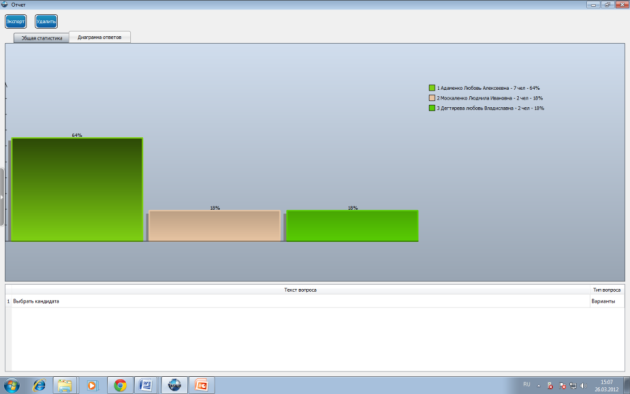 Отчет
Экспорт Удалить
Общая статистика Диаграмма ответов
1 Адаменко Любовь Алексеевна - 7 чел - 64%
2 Москаленко Людмила Ивановна - 2 чел - 18%
3 Дегтярева любовь Владиславна - 2 чел - 18%
64%
18% 18%
Текст вопроса Тип вопроса
1 Выбрать кандидата Варианты
RU 15:07
28.03.2012